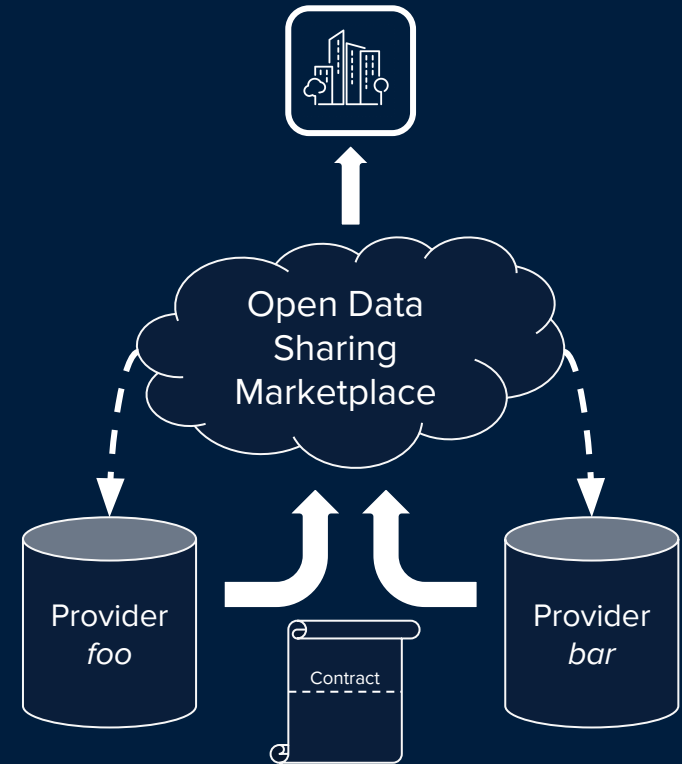 Open Data
Sharing
Marketplace
Provider
foo
Contract
Provider
bar